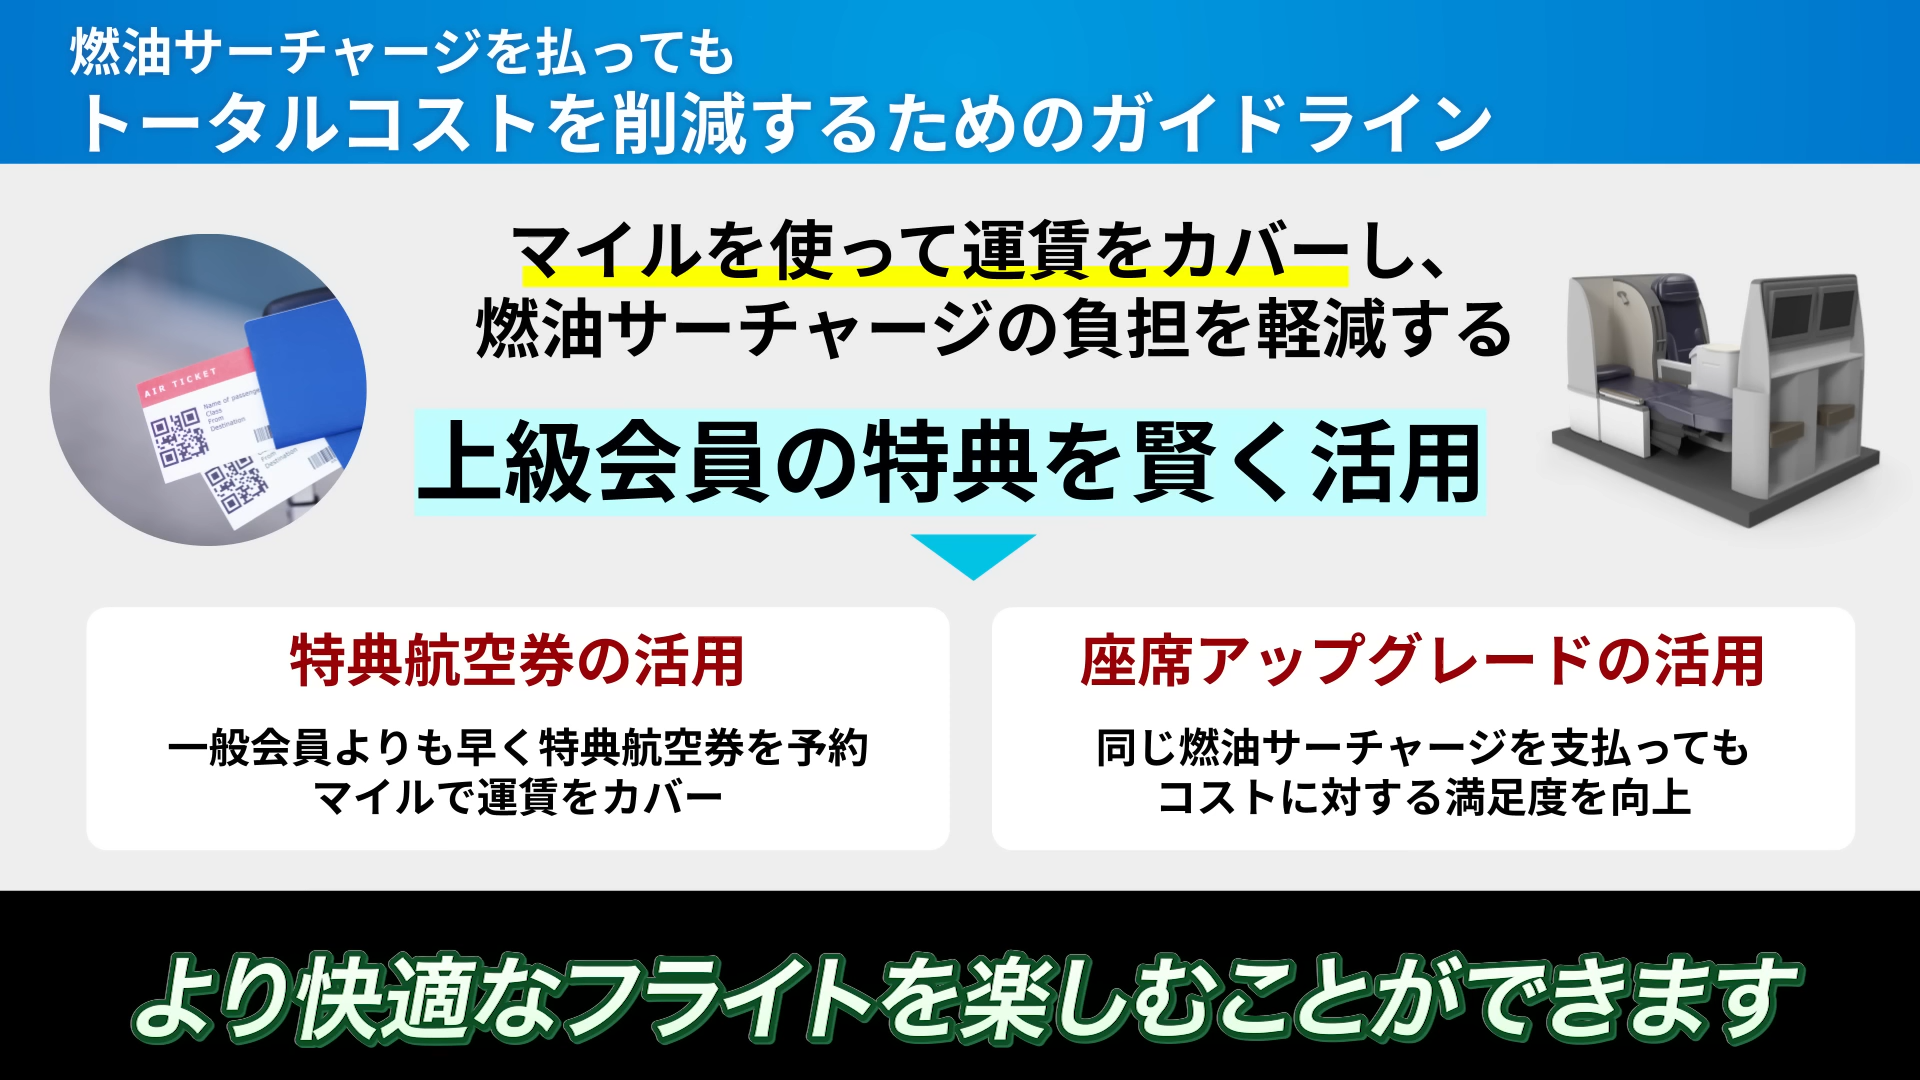 燃油サーチャージを払っても
トータルコストを削減するためのガイドライン
マイルを使って運賃をカバーし、
燃油サーチャージの負担を軽減する
上級会員の特典を賢く活用
AIR TICKET
Name of passenge
Class
From
Destination
From
Destination
特典航空券の活用
一般会員よりも早く特典航空券を予約
マイルで運賃をカバー
座席アップグレードの活用
同じ燃油サーチャージを支払っても
コストに対する満足度を向上
より快適なフライトを楽しむことができます